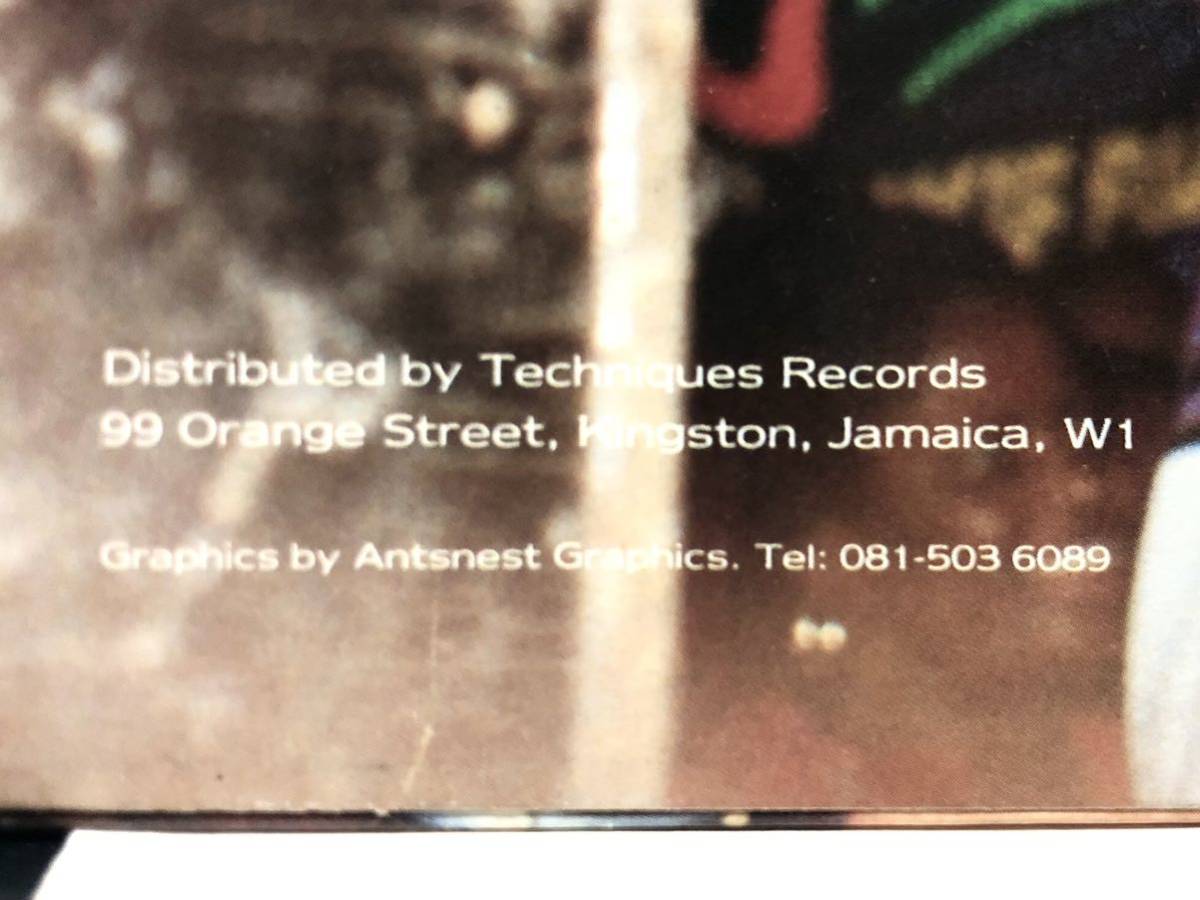 Distributed by Techniques Records
99 Orange Street, Kingston, Jamaica, W1
Graphics by Antsnest Graphics. Tel: 081-503 6089